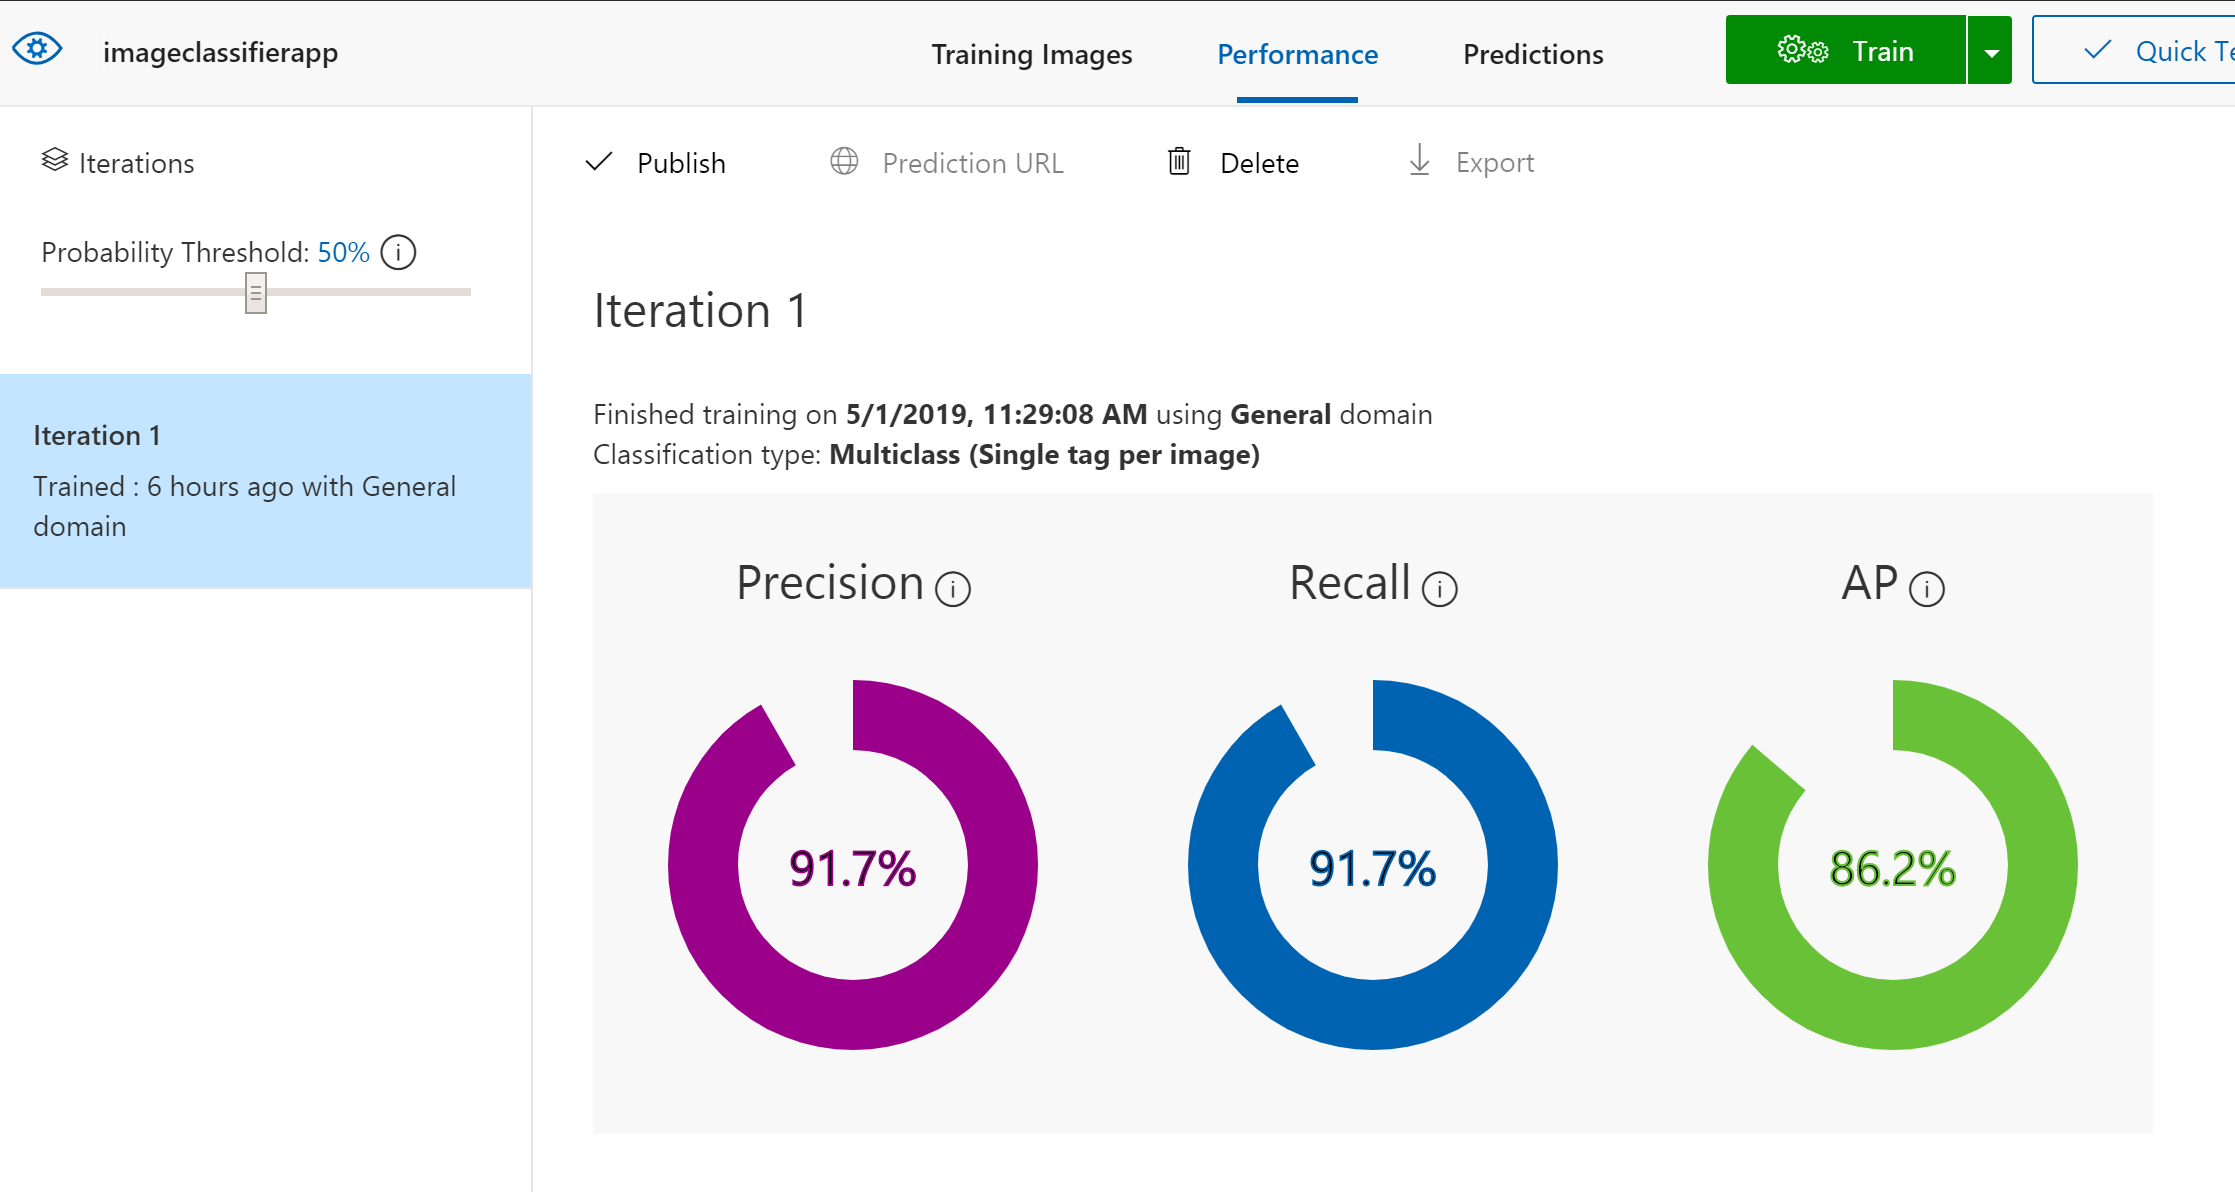 imageclassifierapp
Training Images
Performance
Predictions
Train
Quick Te
Iterations
Publish
Prediction URL
Delete
Export
Probability Threshold: 50%
Iteration 1
Finished training on 5/1/2019, 11:29:08 AM using General domain
Classification type: Multiclass (Single tag per image)
Iteration 1
Trained : 6 hours ago with General
domain
Precision
Recall
AP
91.7%
91.7%
86.2%